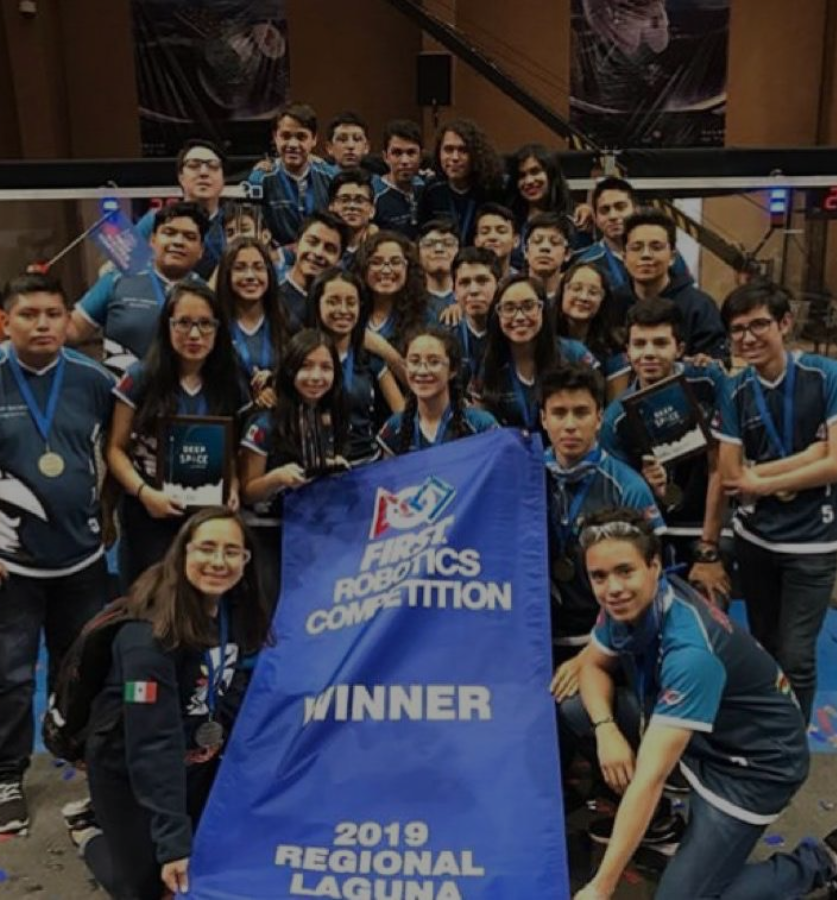 DEEP
SPACE
DEEP
SPACE
FIRST
ROBOTICS
COMPETITION
WINNER
2019
REGIONAL
LAGUNA